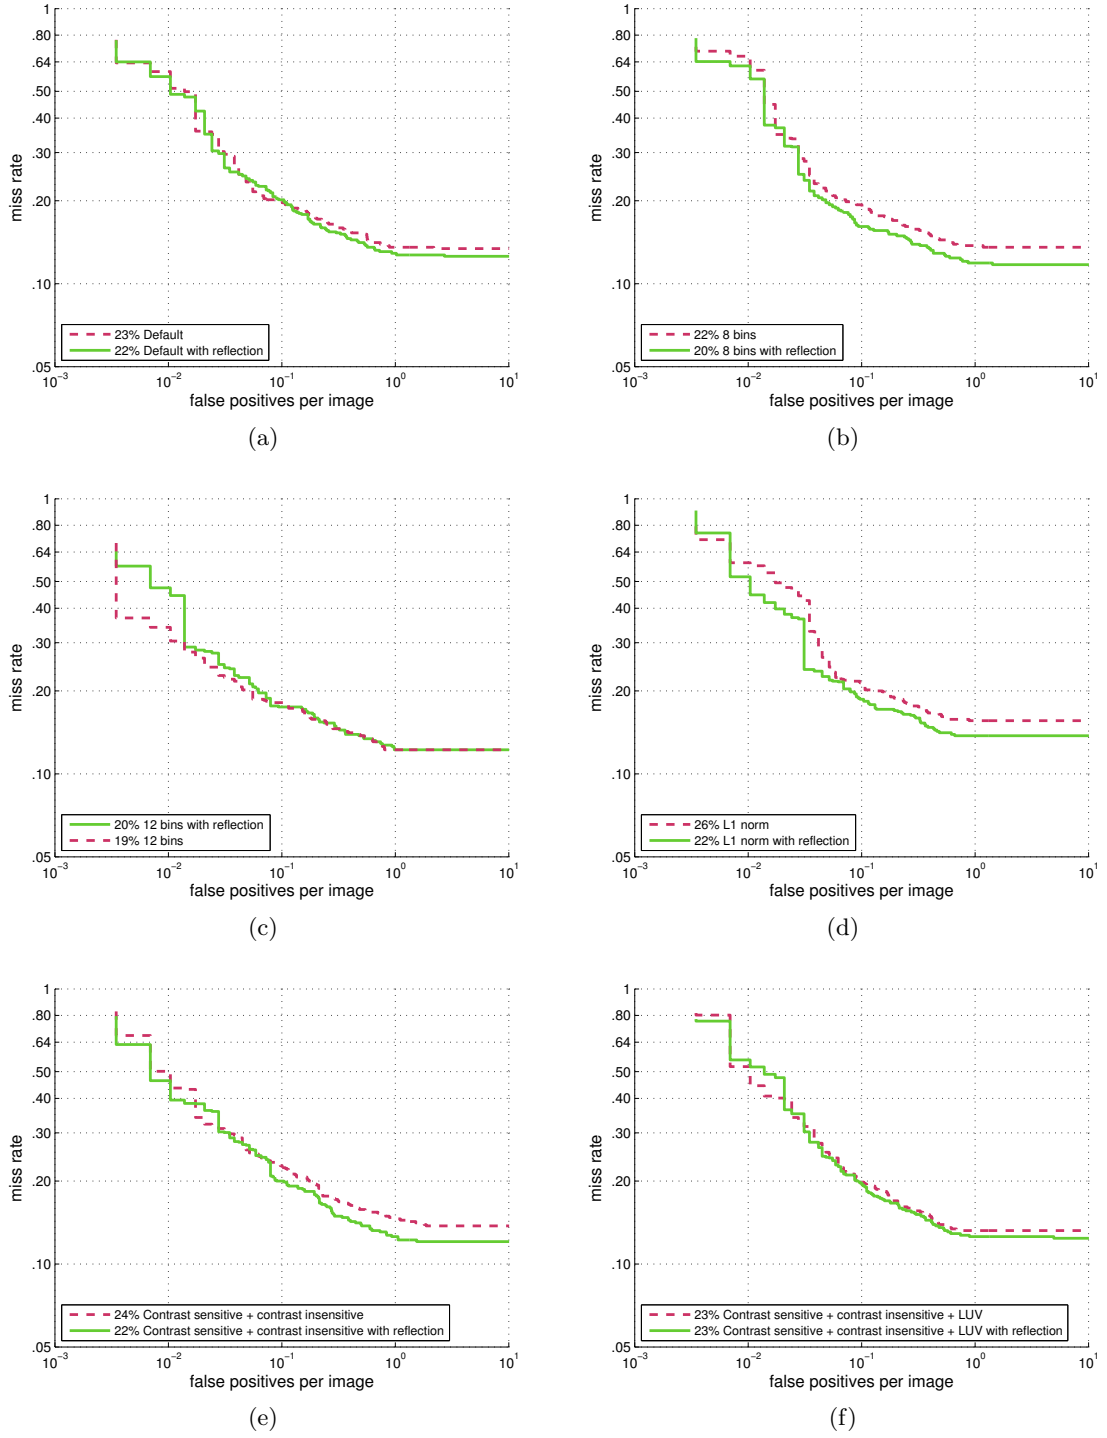 1
.80
.64
.50
.40
.30
.20
.10
.05
miss rate
10^-3
10^-2
10^-1
10^0
10^1
false positives per image
23% Default
22% Default with reflection
(a)
1
.80
.64
.50
.40
.30
.20
.10
.05
miss rate
10^-3
10^-2
10^-1
10^0
10^1
false positives per image
22% 8 bins
20% 8 bins with reflection
(b)
1
.80
.64
.50
.40
.30
.20
.10
.05
miss rate
10^-3
10^-2
10^-1
10^0
10^1
false positives per image
20% 12 bins with reflection
19% 12 bins
(c)
1
.80
.64
.50
.40
.30
.20
.10
.05
miss rate
10^-3
10^-2
10^-1
10^0
10^1
false positives per image
26% L1 norm
22% L1 norm with reflection
(d)
1
.80
.64
.50
.40
.30
.20
.10
.05
miss rate
10^-3
10^-2
10^-1
10^0
10^1
false positives per image
24% Contrast sensitive + contrast insensitive
22% Contrast sensitive + contrast insensitive with reflection
(e)
1
.80
.64
.50
.40
.30
.20
.10
.05
miss rate
10^-3
10^-2
10^-1
10^0
10^1
false positives per image
23% Contrast sensitive + contrast insensitive + LUV
23% Contrast sensitive + contrast insensitive + LUV with reflection
(f)